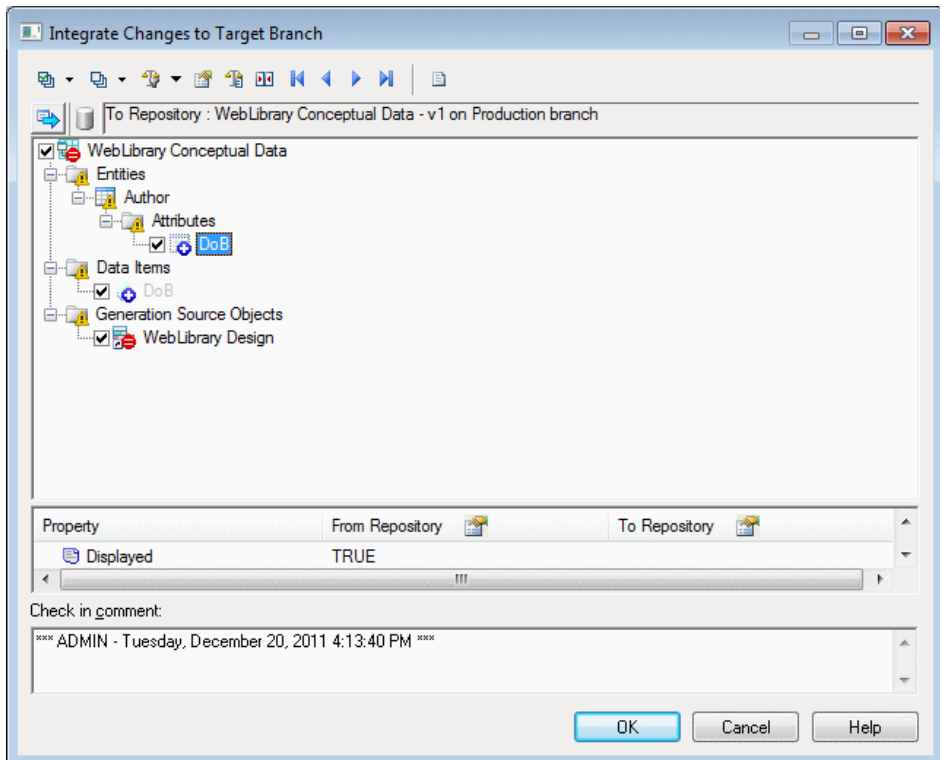 Integrate Changes to Target Branch
To Repository : WebLibrary Conceptual Data - v1 on Production branch
WebLibrary Conceptual Data
Entities
Author
Attributes
DoB
Data Items
DoB
Generation Source Objects
WebLibrary Design
Property From Repository To Repository
Displayed TRUE
Check in comment:
*** ADMIN - Tuesday, December 20, 2011 4:13:40 PM ***
OK Cancel Help